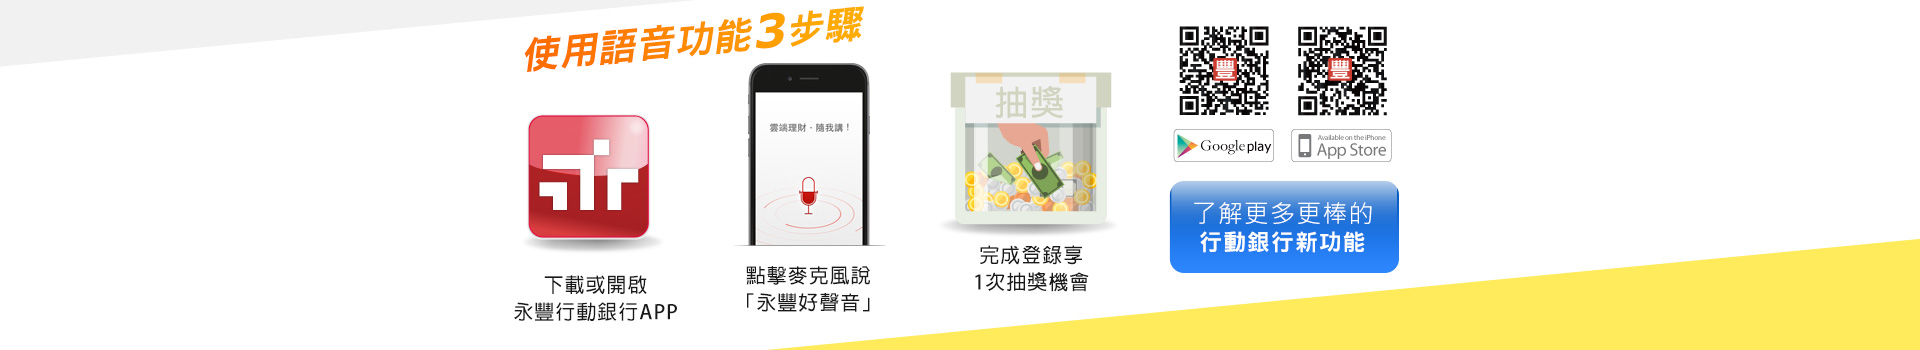 使用語音功能3步驟
下載或開啟
永豐行動銀行APP
雲端理財，隨我講！
點擊麥克風說
「永豐好聲音」
抽獎
完成登錄享
1次抽獎機會
豐
豐
Google play
Available on the iPhone
App Store
了解更多更棒的
行動銀行新功能